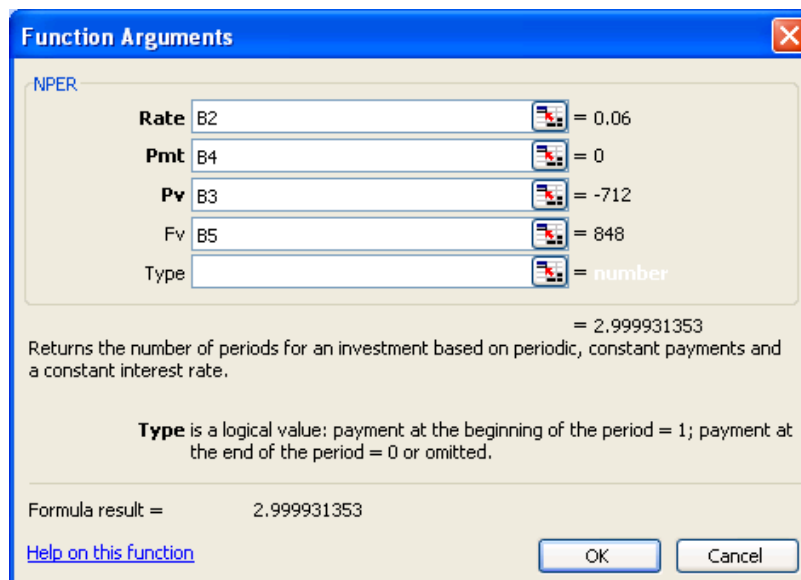 Function Arguments
NPER
Rate B2 = 0.06
Pmt B4 = 0
Pv B3 = -712
Fv B5 = 848
Type = number
= 2.999931353
Returns the number of periods for an investment based on periodic, constant payments and
a constant interest rate.
Type is a logical value: payment at the beginning of the period = 1; payment at
the end of the period = 0 or omitted.
Formula result = 2.999931353
Help on this function OK Cancel